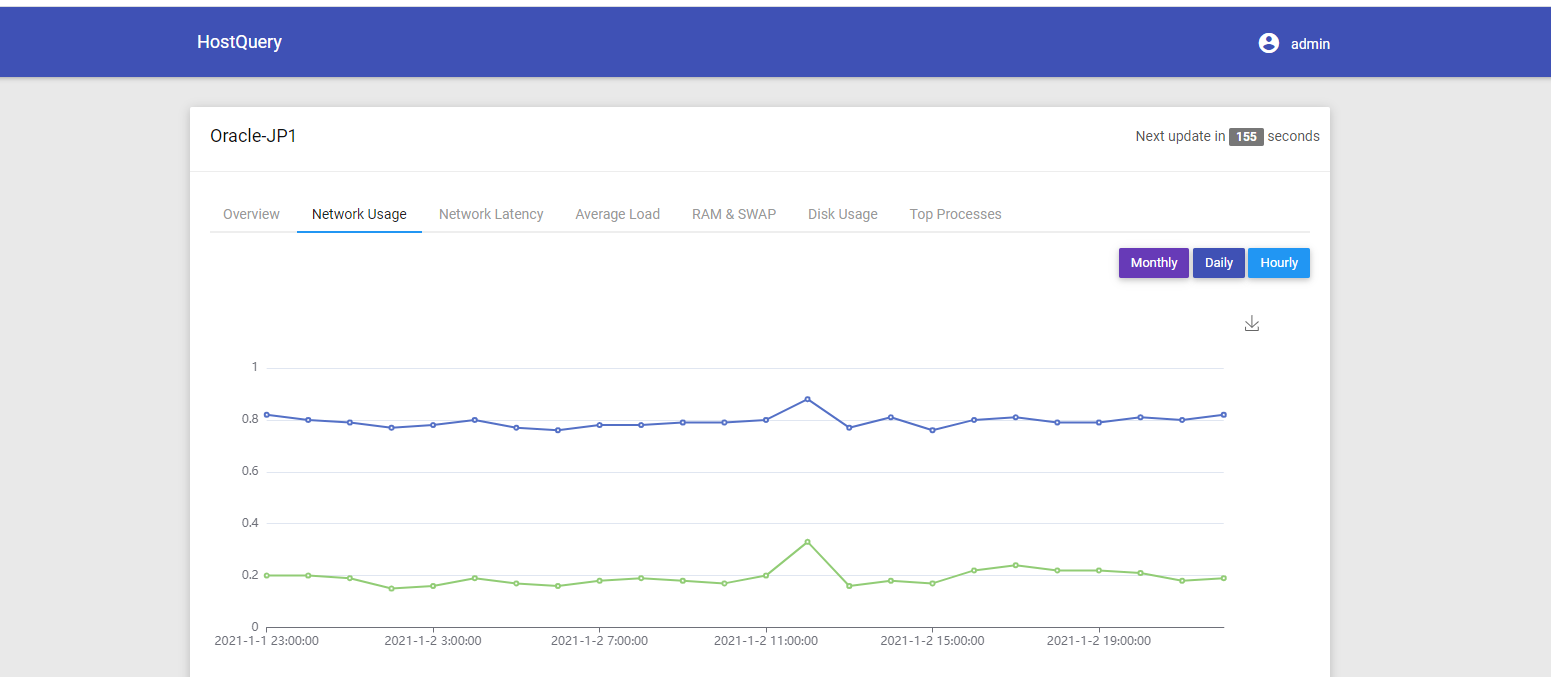 HostQuery
admin
Oracle-JP1
Next update in 155 seconds
Overview Network Usage Network Latency Average Load RAM & SWAP Disk Usage Top Processes
Monthly Daily Hourly
1
0.8
0.6
0.4
0.2
0
2021-1-1 23:00:00 2021-1-2 3:00:00 2021-1-2 7:00:00 2021-1-2 11:00:00 2021-1-2 15:00:00 2021-1-2 19:00:00